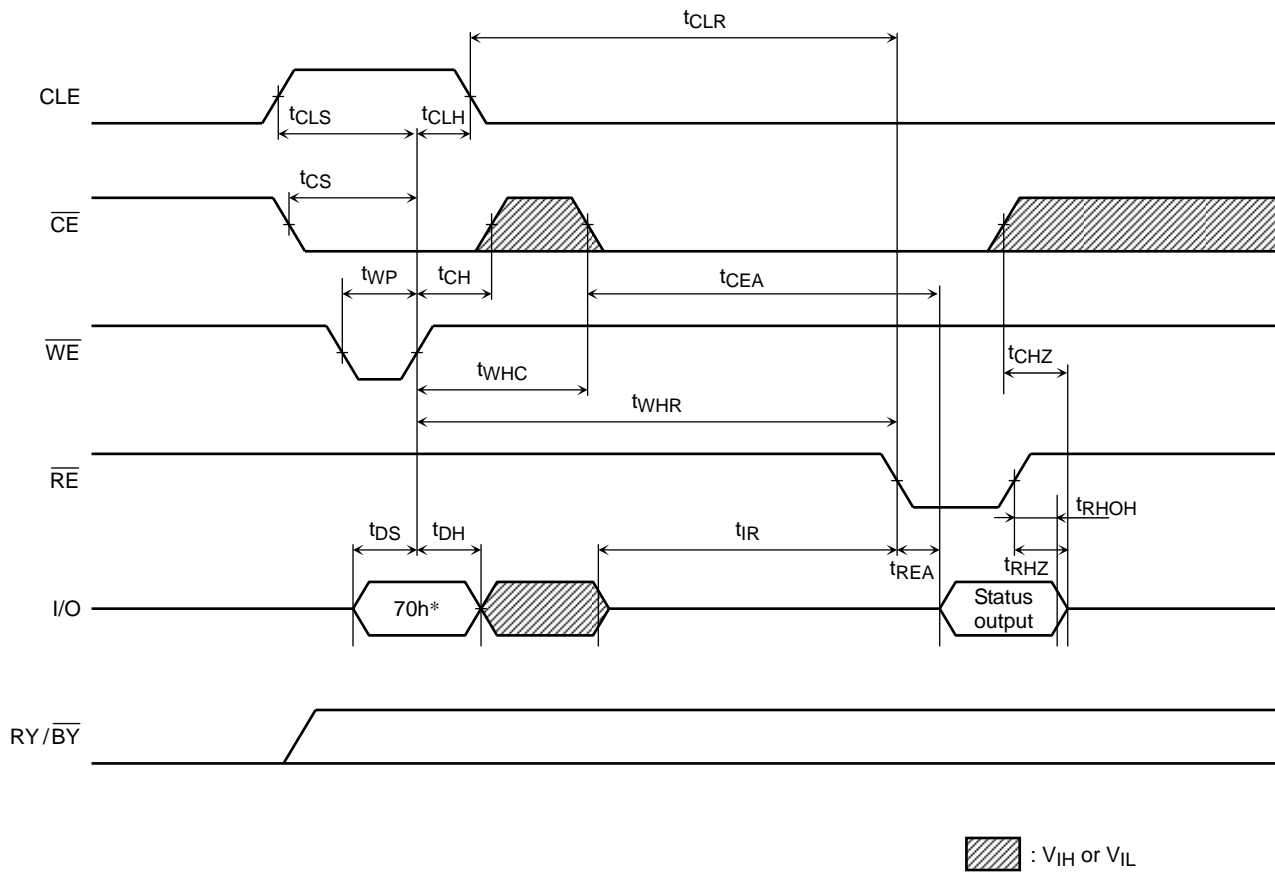 tCLR
CLE
tCLS
tCLH
tCS
CE
tWP
tCH
tCEA
WE
tCHZ
tWHC
tWHR
RE
tRHOH
tDS
tDH
tIR
tREA
tRHZ
I/O
70h*
Status
output
RY/BY
: VIH or VIL